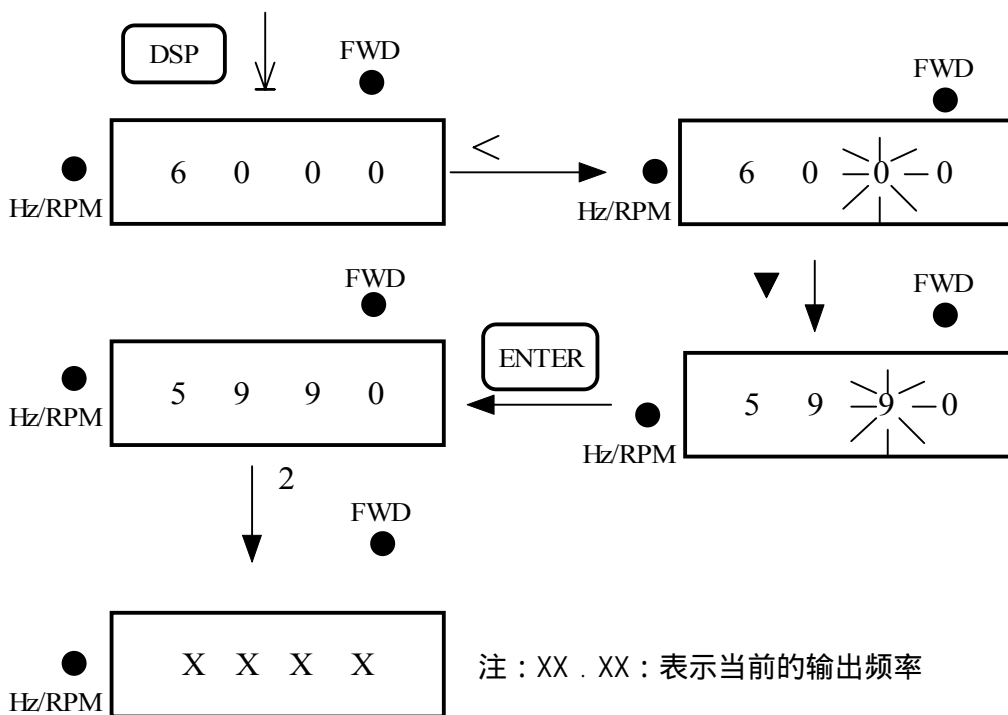 DSP
FWD
Hz/RPM
6 0 0 0
<
FWD
Hz/RPM
6 0 0 0
▼
FWD
Hz/RPM
5 9 9 0
ENTER
FWD
Hz/RPM
5 9 9 0
2
FWD
Hz/RPM
X X X X
注：XX．XX：表示当前的输出频率